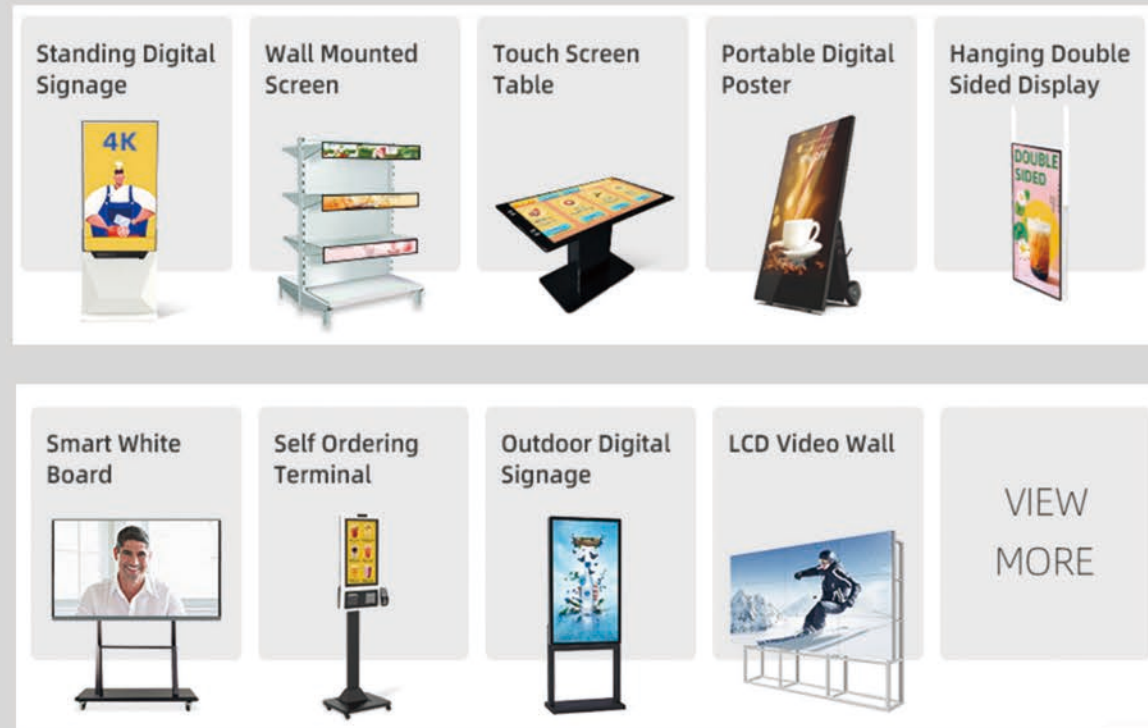 Standing Digital
Signage
Wall Mounted
Screen
Touch Screen
Table
Portable Digital
Poster
Hanging Double
Sided Display
4K
DOUBLE
SIDED
Smart White
Board
Self Ordering
Terminal
Outdoor Digital
Signage
LCD Video Wall
VIEW
MORE